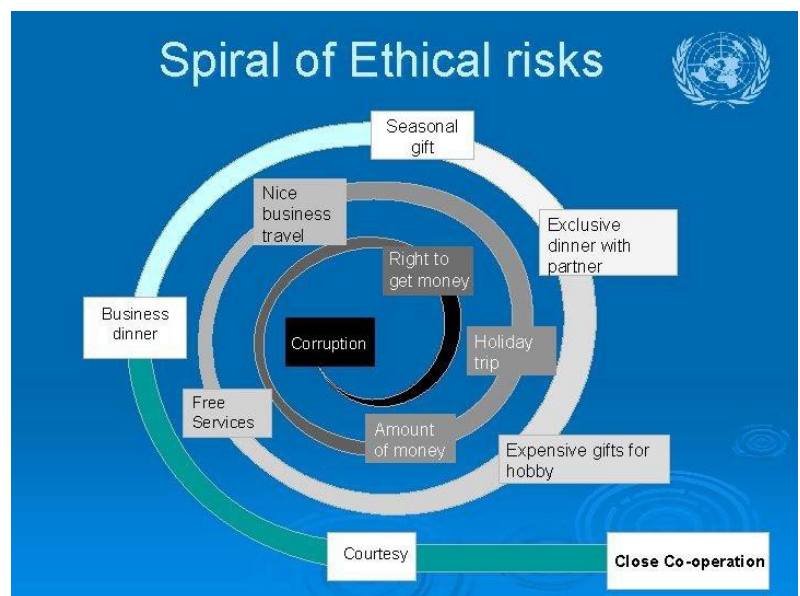 Spiral of Ethical risks
Seasonal
gift
Nice
business
travel
Exclusive
dinner with
partner
Right to
get money
Business
dinner
Corruption
Holiday
trip
Free
Services
Amount
of money
Expensive gifts for
hobby
Courtesy
Close Co-operation